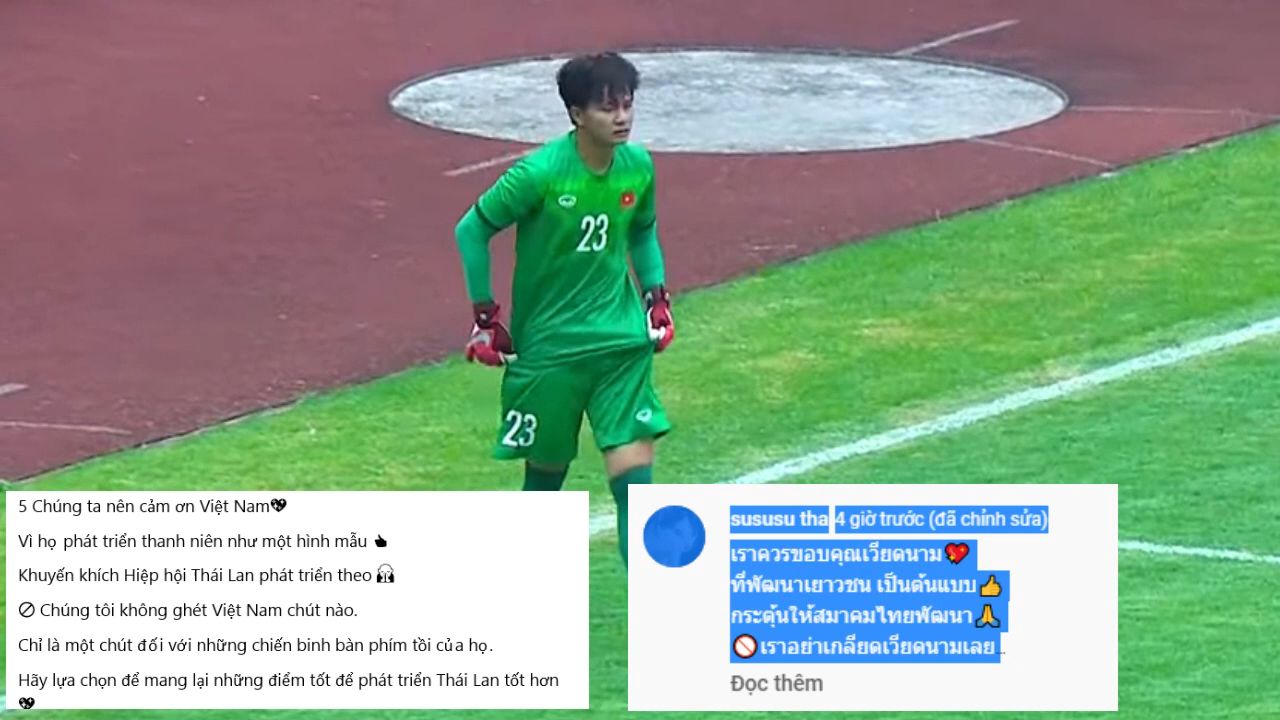 23
23
5 Chúng ta nên cảm ơn Việt Nam💖
Vì họ phát triển thanh niên như một hình mẫu 👍
Khuyến khích Hiệp hội Thái Lan phát triển theo 🙏
🚫 Chúng tôi không ghét Việt Nam chút nào.
Chỉ là một chút đối với những chiến binh bàn phím tồi của họ.
Hãy lựa chọn để mang lại những điểm tốt để phát triển Thái Lan tốt hơn
💖
sususu tha 4 giờ trước (đã chỉnh sửa)
เราควรขอบคุณเวียดนาม💖
ที่พัฒนาเยาวชน เป็นต้นแบบ👍
กระตุ้นให้สมาคมไทยพัฒนา🙏
🚫เราอย่าเกลียดเวียดนามเลย...
Đọc thêm